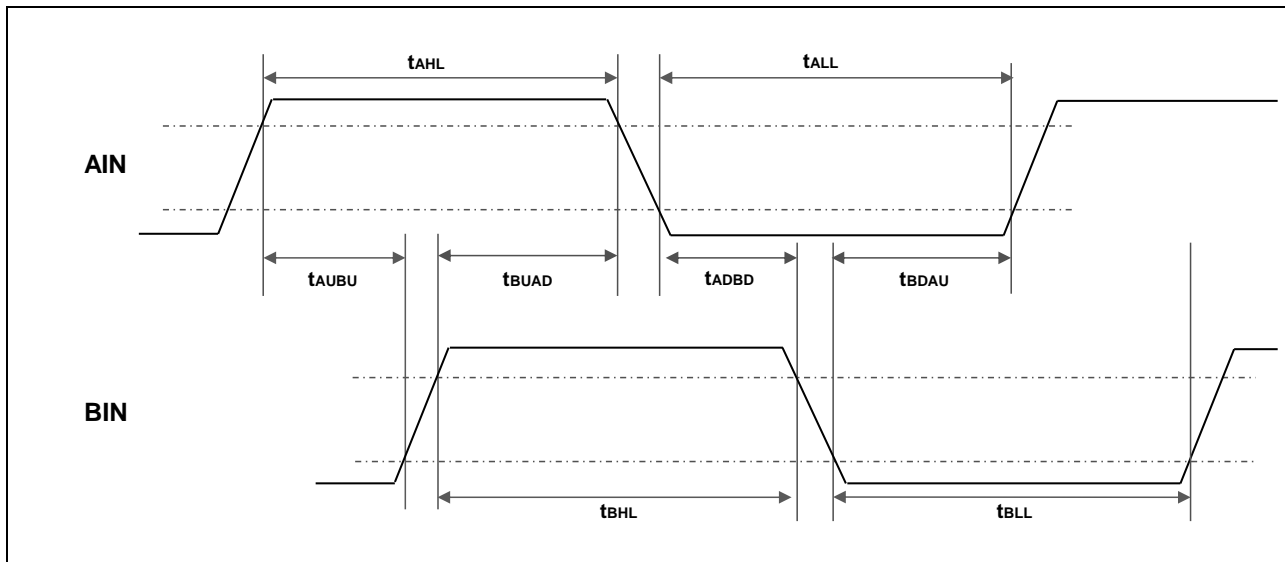 tAHL
tALL
AIN
tAUBU
tBUAD
tADBD
tBDAU
BIN
tBHL
tBLL